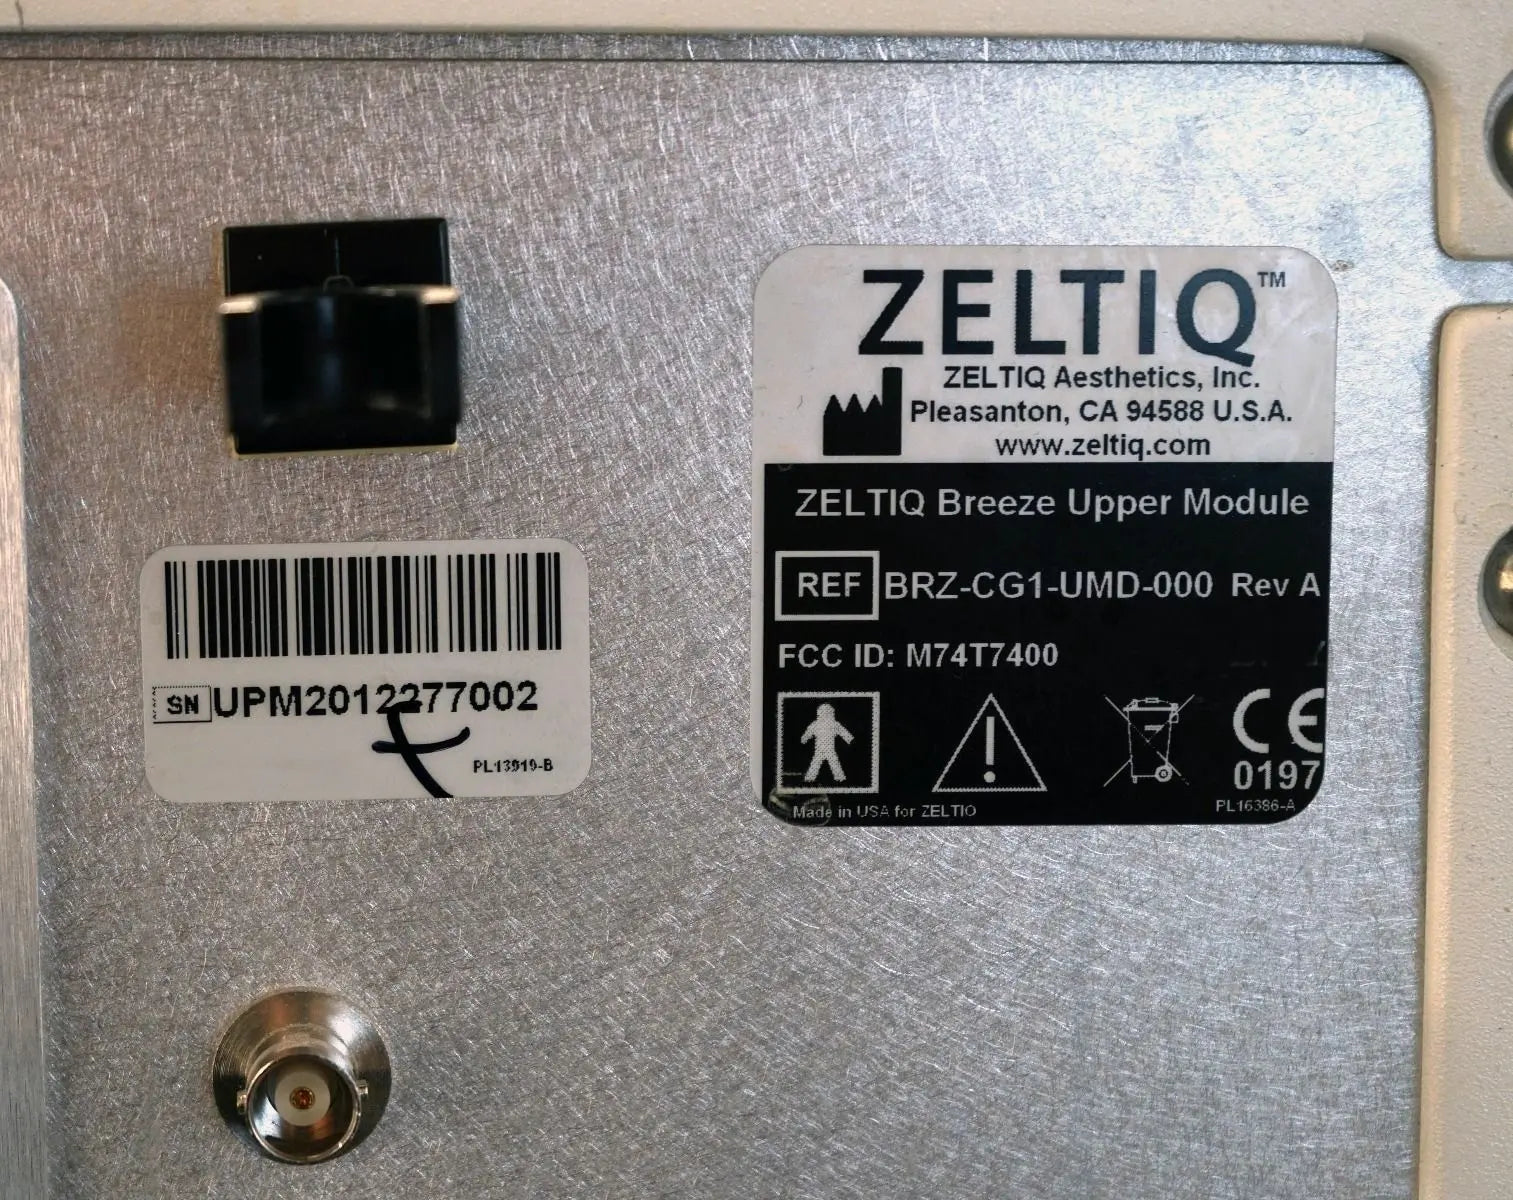 ZELTIQ™
ZELTIQ Aesthetics, Inc.
Pleasanton, CA 94588 U.S.A.
www.zeltiq.com
ZELTIQ Breeze Upper Module
REF BRZ-CG1-UMD-000 Rev A
FCC ID: M74T7400
CE
0197
Made in USA for ZELTIQ
PL16386-A
SN UPM2012277002
PL13919-B